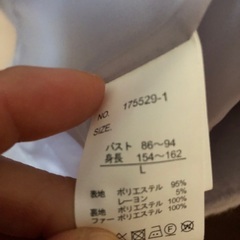 NO. 175529-1
SIZE.
バスト 86〜94
身長 154〜162
L
表地 ポリエステル 95%
レーヨン 5%
裏地 ポリエステル 100%
ファー ポリエステル 100%